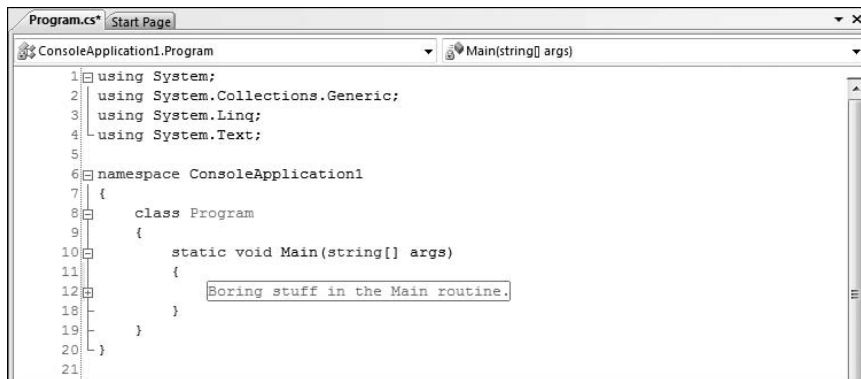 Program.cs* Start Page
ConsoleApplication1.Program Main(string[] args)
1 using System;
2 using System.Collections.Generic;
3 using System.Linq;
4 using System.Text;
5
6 namespace ConsoleApplication1
7 {
8 class Program
9 {
10 static void Main(string[] args)
11 {
12 Boring stuff in the Main routine.
18 }
19 }
20 }
21